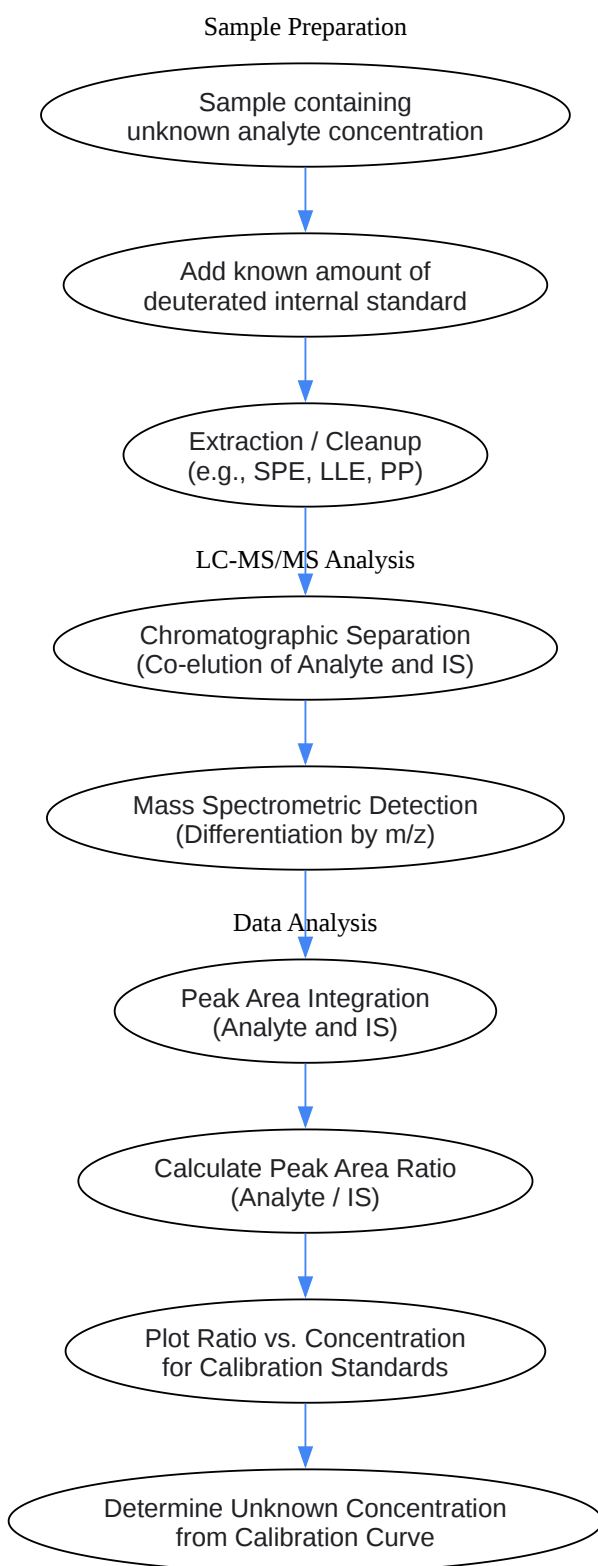 Sample Preparation
Sample containing
unknown analyte concentration
Add known amount of
deuterated internal standard
Extraction / Cleanup
(e.g., SPE, LLE, PP)
LC-MS/MS Analysis
Chromatographic Separation
(Co-elution of Analyte and IS)
Mass Spectrometric Detection
(Differentiation by m/z)
Data Analysis
Peak Area Integration
(Analyte and IS)
Calculate Peak Area Ratio
(Analyte / IS)
Plot Ratio vs. Concentration
for Calibration Standards
Determine Unknown Concentration
from Calibration Curve